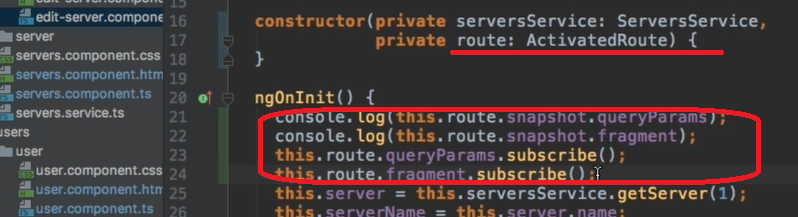 edit-server.componen
edit-server.compone
server
servers.component.css
servers.component.htm
servers.component.ts
servers.service.ts
users
user
user.component.css
user.component.htm
user.component.ts
15
16 constructor(private serversService: ServersService,
17 private route: ActivatedRoute) {
18 }
19
20 ngOnInit() {
21 console.log(this.route.snapshot.queryParams);
22 console.log(this.route.snapshot.fragment);
23 this.route.queryParams.subscribe();
24 this.route.fragment.subscribe();
25 this.server = this.serversService.getServer(1);
26 this.serverName = this.server.name;